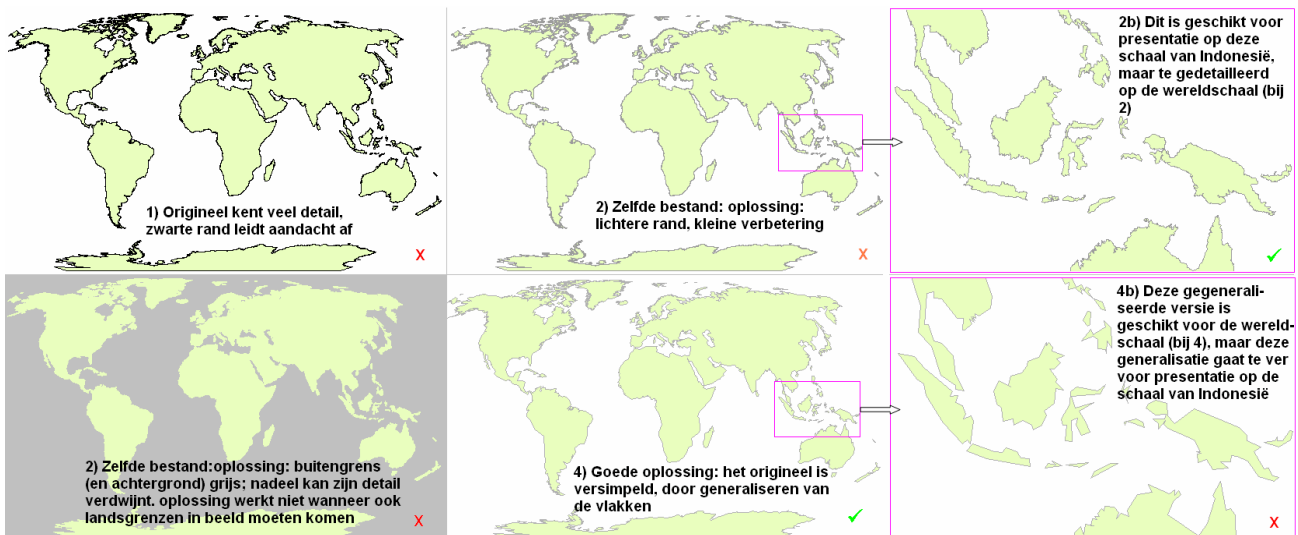 1) Origineel kent veel detail,
zwarte rand leidt aandacht af
X
2) Zelfde bestand: oplossing:
lichtere rand, kleine verbetering
X
2b) Dit is geschikt voor
presentatie op deze
schaal van Indonesië,
maar te gedetailleerd
op de wereldschaal (bij
2)
2) Zelfde bestand:oplossing: buitengrens
(en achtergrond) grijs; nadeel kan zijn detail
verdwijnt. oplossing werkt niet wanneer ook
landsgrenzen in beeld moeten komen
X
4) Goede oplossing: het origineel is
versimpeld, door generaliseren van
de vlakken
4b) Deze gegenerali-
seerde versie is
geschikt voor de wereld-
schaal (bij 4), maar deze
generalisatie gaat te ver
voor presentatie op de
schaal van Indonesië
X